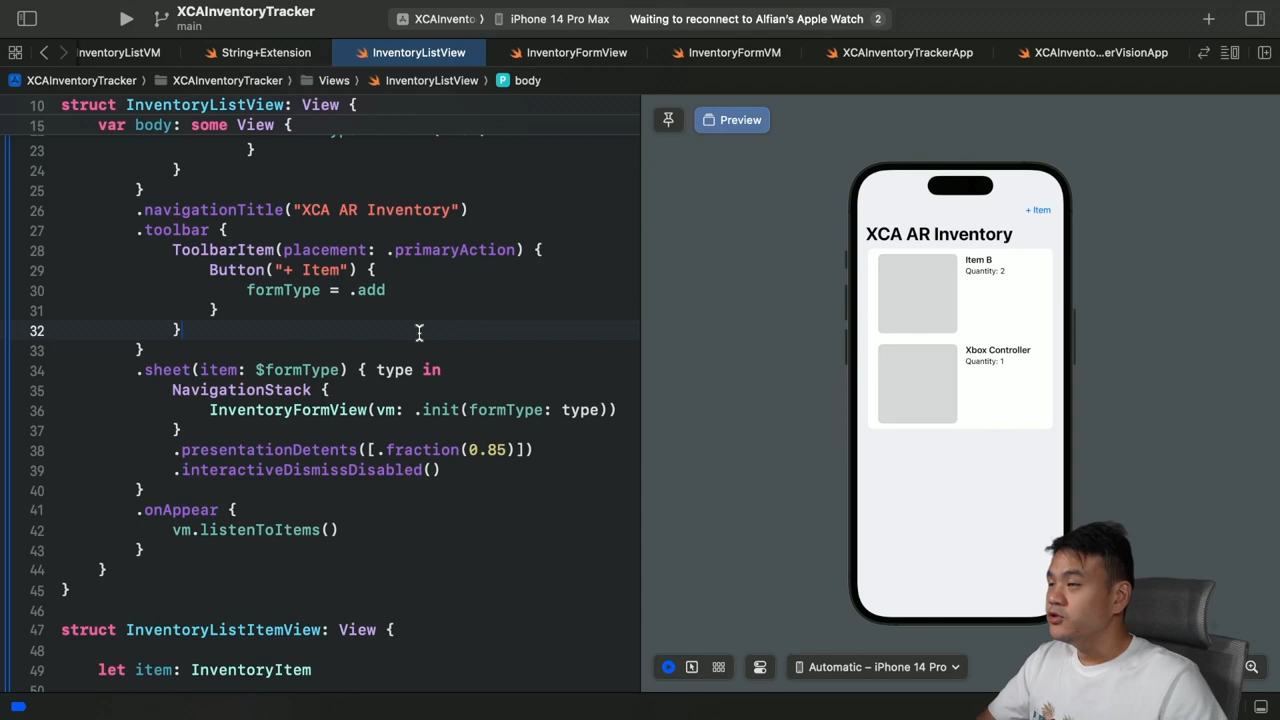 XCAInventoryTracker
main
XCAInvento
iPhone 14 Pro Max
Waiting to reconnect to Alfian's Apple Watch
2
nventoryListVM
String+Extension
InventoryListView
InventoryFormView
InventoryFormVM
XCAInventoryTrackerApp
XCAInvento...erVisionApp
XCAInventoryTracker
XCAInventoryTracker
Views
InventoryListView
P body
10 struct InventoryListView: View {
15 var body: some View {
23 }
24 }
25 }
26 .navigationTitle("XCA AR Inventory")
27 .toolbar {
28 ToolbarItem(placement: .primaryAction) {
29 Button("+ Item") {
30 formType = .add
31 }
32 }
33 }
34 .sheet(item: $formType) { type in
35 NavigationStack {
36 InventoryFormView(vm: .init(formType: type))
37 }
38 .presentationDetents([.fraction(0.85)])
39 .interactiveDismissDisabled()
40 }
41 .onAppear {
42 vm.listenToItems()
43 }
44 }
45 }
46
47 struct InventoryListItemView: View {
48
49 let item: InventoryItem
50
Preview
+ Item
XCA AR Inventory
Item B
Quantity: 2
Xbox Controller
Quantity: 1
Automatic – iPhone 14 Pro